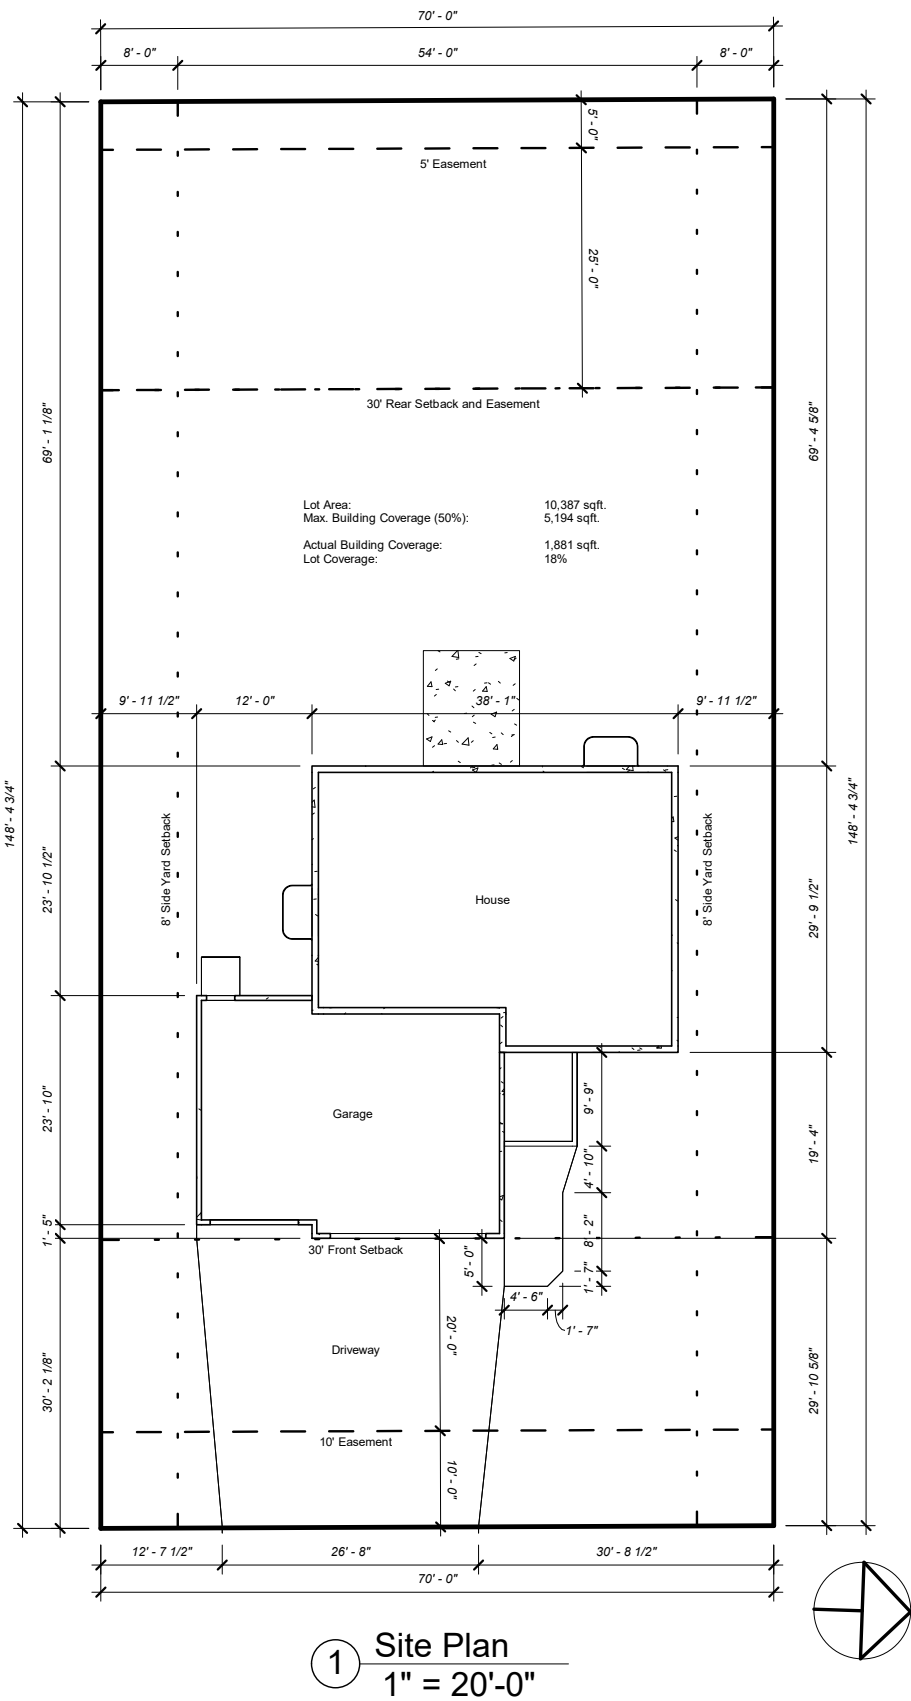 70' - 0"
8' - 0"
54' - 0"
8' - 0"
5' - 0"
5' Easement
25' - 0"
30' Rear Setback and Easement
69' - 1 1/8"
69' - 4 5/8"
Lot Area: 10,387 sqft.
Max. Building Coverage (50%): 5,194 sqft.
Actual Building Coverage: 1,881 sqft.
Lot Coverage: 18%
9' - 11 1/2"
12' - 0"
38' - 1"
9' - 11 1/2"
148' - 4 3/4"
148' - 4 3/4"
23' - 10 1/2"
8' Side Yard Setback
House
8' Side Yard Setback
29' - 9 1/2"
23' - 10"
Garage
9' - 9"
4' - 10"
19' - 4"
8' - 2"
1' - 5"
30' Front Setback
5' - 0"
1' - 7"
4' - 6"
1' - 7"
Driveway
20' - 0"
30' - 2 1/8"
29' - 10 5/8"
10' Easement
10' - 0"
12' - 7 1/2"
26' - 8"
30' - 8 1/2"
70' - 0"
1
Site Plan
1" = 20'-0"